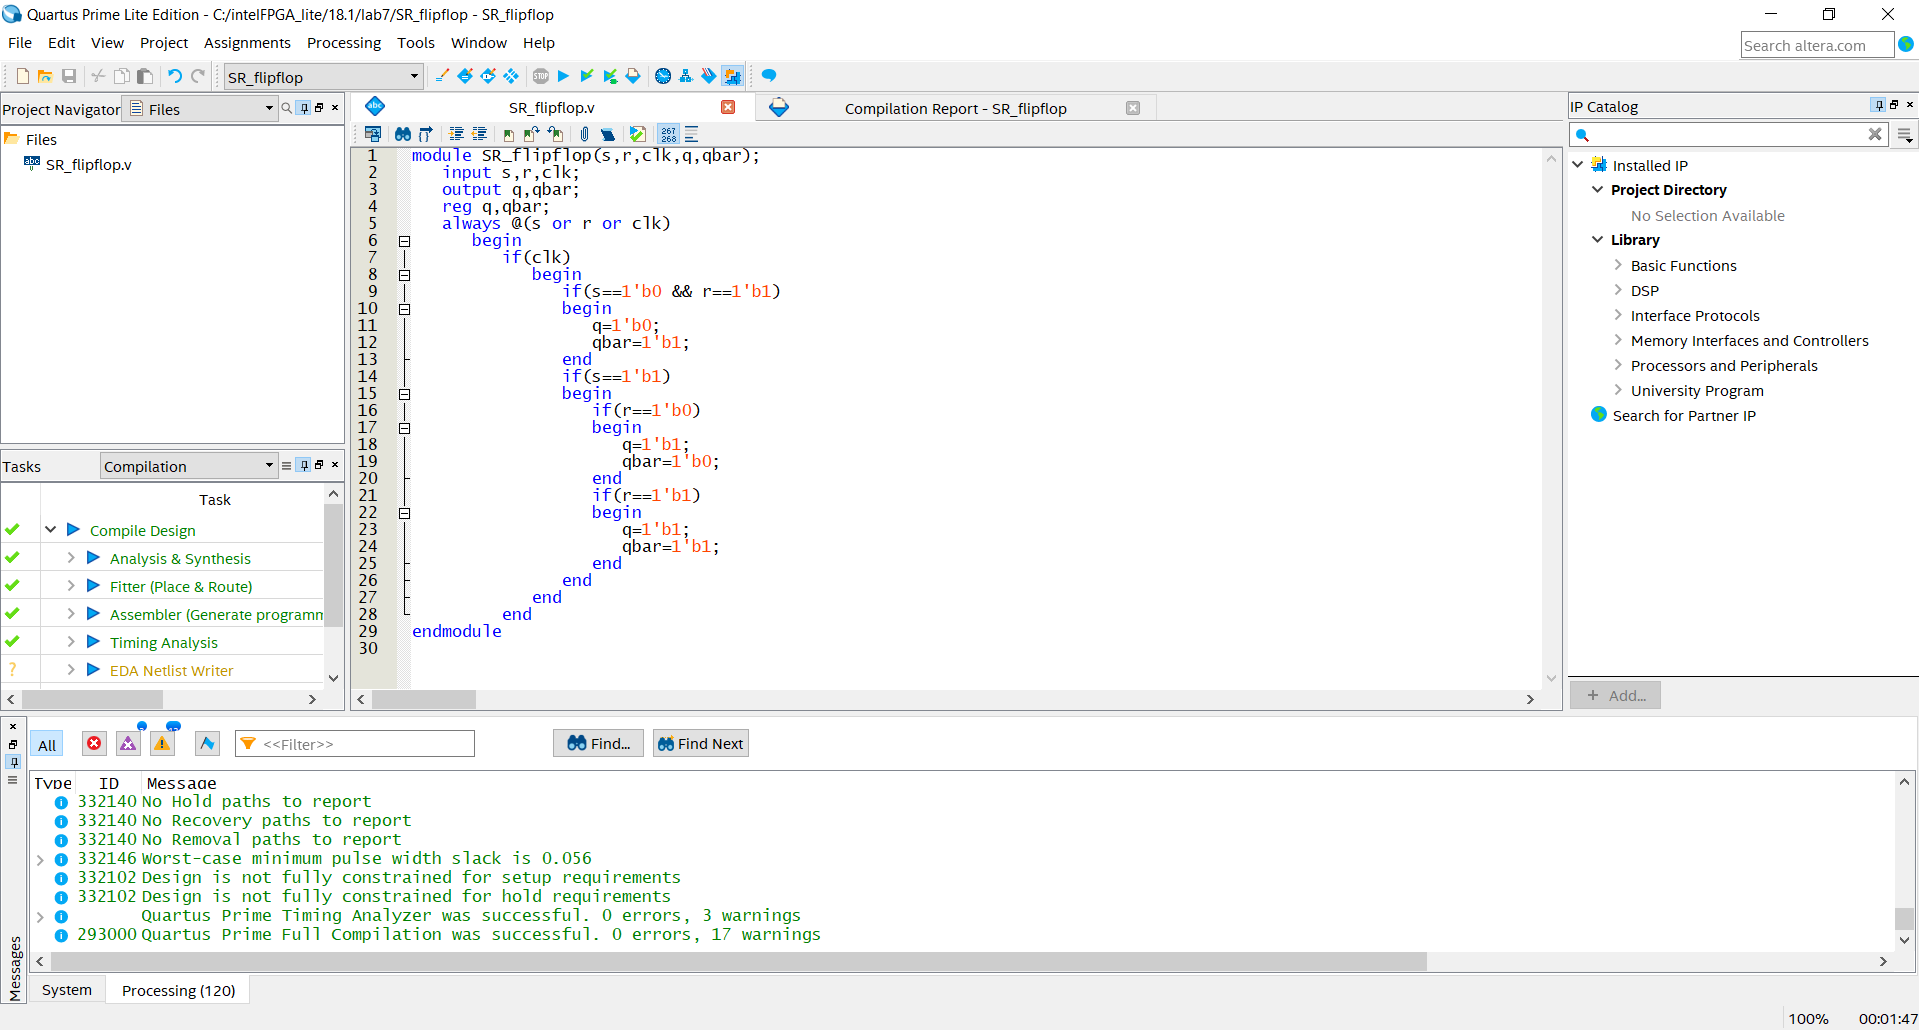 Quartus Prime Lite Edition - C:/intelFPGA_lite/18.1/lab7/SR_flipflop - SR_flipflop
File Edit View Project Assignments Processing Tools Window Help
Search altera.com
SR_flipflop
STOP
Project Navigator Files
Files
SR_flipflop.v
SR_flipflop.v
Compilation Report - SR_flipflop
267
268
1 module SR_flipflop(s,r,clk,q,qbar);
2 input s,r,clk;
3 output q,qbar;
4 reg q,qbar;
5 always @(s or r or clk)
6 begin
7 if(clk)
8 begin
9 if(s==1'b0 && r==1'b1)
10 begin
11 q=1'b0;
12 qbar=1'b1;
13 end
14 if(s==1'b1)
15 begin
16 if(r==1'b0)
17 begin
18 q=1'b1;
19 qbar=1'b0;
20 end
21 if(r==1'b1)
22 begin
23 q=1'b1;
24 qbar=1'b1;
25 end
26 end
27 end
28 end
29 endmodule
30
IP Catalog
Installed IP
Project Directory
No Selection Available
Library
Basic Functions
DSP
Interface Protocols
Memory Interfaces and Controllers
Processors and Peripherals
University Program
Search for Partner IP
+ Add...
Tasks Compilation
Task
Compile Design
Analysis & Synthesis
Fitter (Place & Route)
Assembler (Generate programm
Timing Analysis
? EDA Netlist Writer
All <<Filter>> Find... Find Next
Type ID Message
332140 No Hold paths to report
332140 No Recovery paths to report
332140 No Removal paths to report
332146 Worst-case minimum pulse width slack is 0.056
332102 Design is not fully constrained for setup requirements
332102 Design is not fully constrained for hold requirements
Quartus Prime Timing Analyzer was successful. 0 errors, 3 warnings
293000 Quartus Prime Full Compilation was successful. 0 errors, 17 warnings
Messages
System Processing (120)
100% 00:01:47